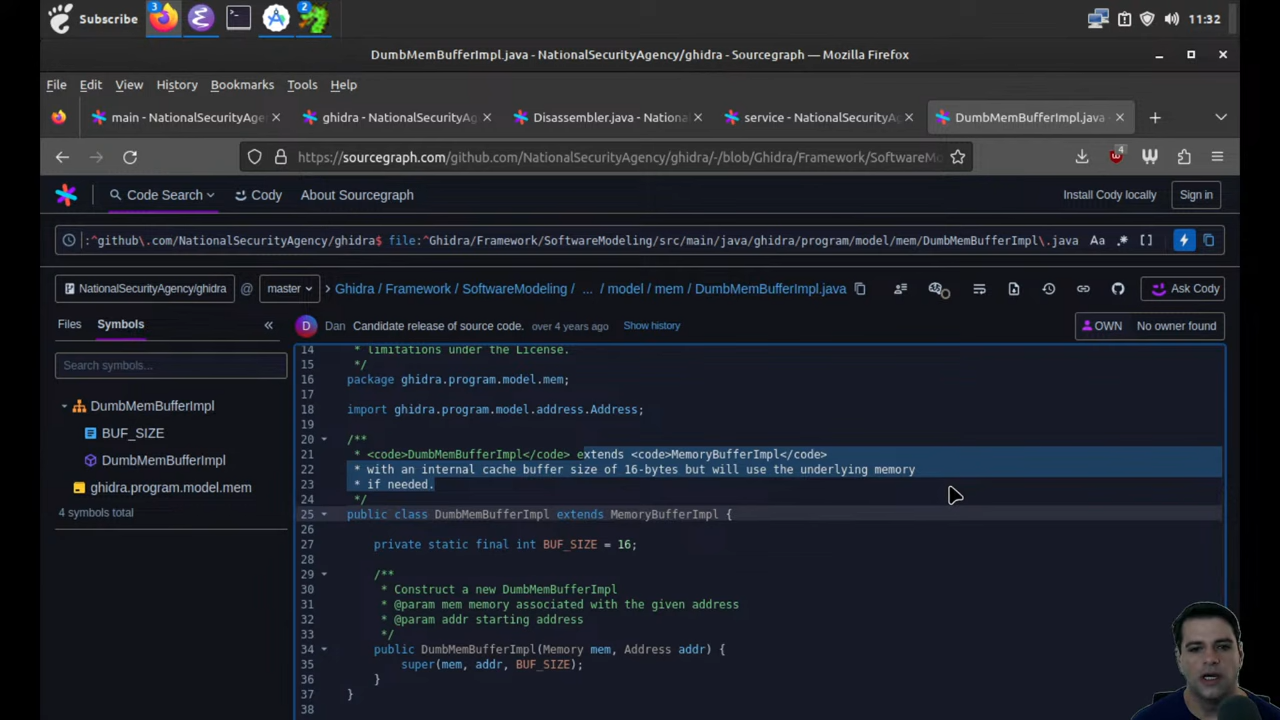 Subscribe
3
2
11:32
DumbMemBufferImpl.java - NationalSecurityAgency/ghidra - Sourcegraph — Mozilla Firefox
File Edit View History Bookmarks Tools Help
main - NationalSecurityAge
ghidra - NationalSecurityAg
Disassembler.java - Nationa
service - NationalSecurityAg
DumbMemBufferImpl.java
https://sourcegraph.com/github.com/NationalSecurityAgency/ghidra/-/blob/Ghidra/Framework/SoftwareMo
4
Code Search
Cody
About Sourcegraph
Install Cody locally
Sign in
:^github\.com/NationalSecurityAgency/ghidra$ file:^Ghidra/Framework/SoftwareModeling/src/main/java/ghidra/program/model/mem/DumbMemBufferImpl\.java
Aa .* []
NationalSecurityAgency/ghidra @ master
Ghidra / Framework / SoftwareModeling / ... / model / mem / DumbMemBufferImpl.java
Ask Cody
Files Symbols «
D Dan Candidate release of source code. over 4 years ago Show history
OWN No owner found
Search symbols...
DumbMemBufferImpl
BUF_SIZE
DumbMemBufferImpl
ghidra.program.model.mem
4 symbols total
14 * limitations under the License.
15 */
16 package ghidra.program.model.mem;
17
18 import ghidra.program.model.address.Address;
19
20 /**
21 * <code>DumbMemBufferImpl</code> extends <code>MemoryBufferImpl</code>
22 * with an internal cache buffer size of 16-bytes but will use the underlying memory
23 * if needed.
24 */
25 public class DumbMemBufferImpl extends MemoryBufferImpl {
26
27 private static final int BUF_SIZE = 16;
28
29 /**
30 * Construct a new DumbMemBufferImpl
31 * @param mem memory associated with the given address
32 * @param addr starting address
33 */
34 public DumbMemBufferImpl(Memory mem, Address addr) {
35 super(mem, addr, BUF_SIZE);
36 }
37 }
38